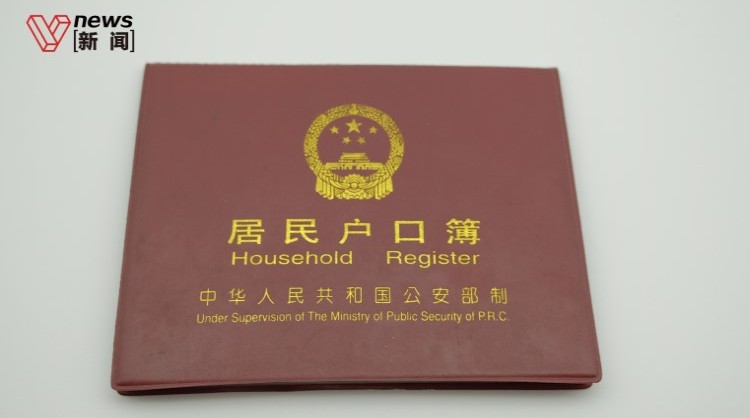 news
[新闻]
居民户口簿
Household Register
中华人民共和国公安部制
Under Supervision of The Ministry of Public Security of P.R.C.